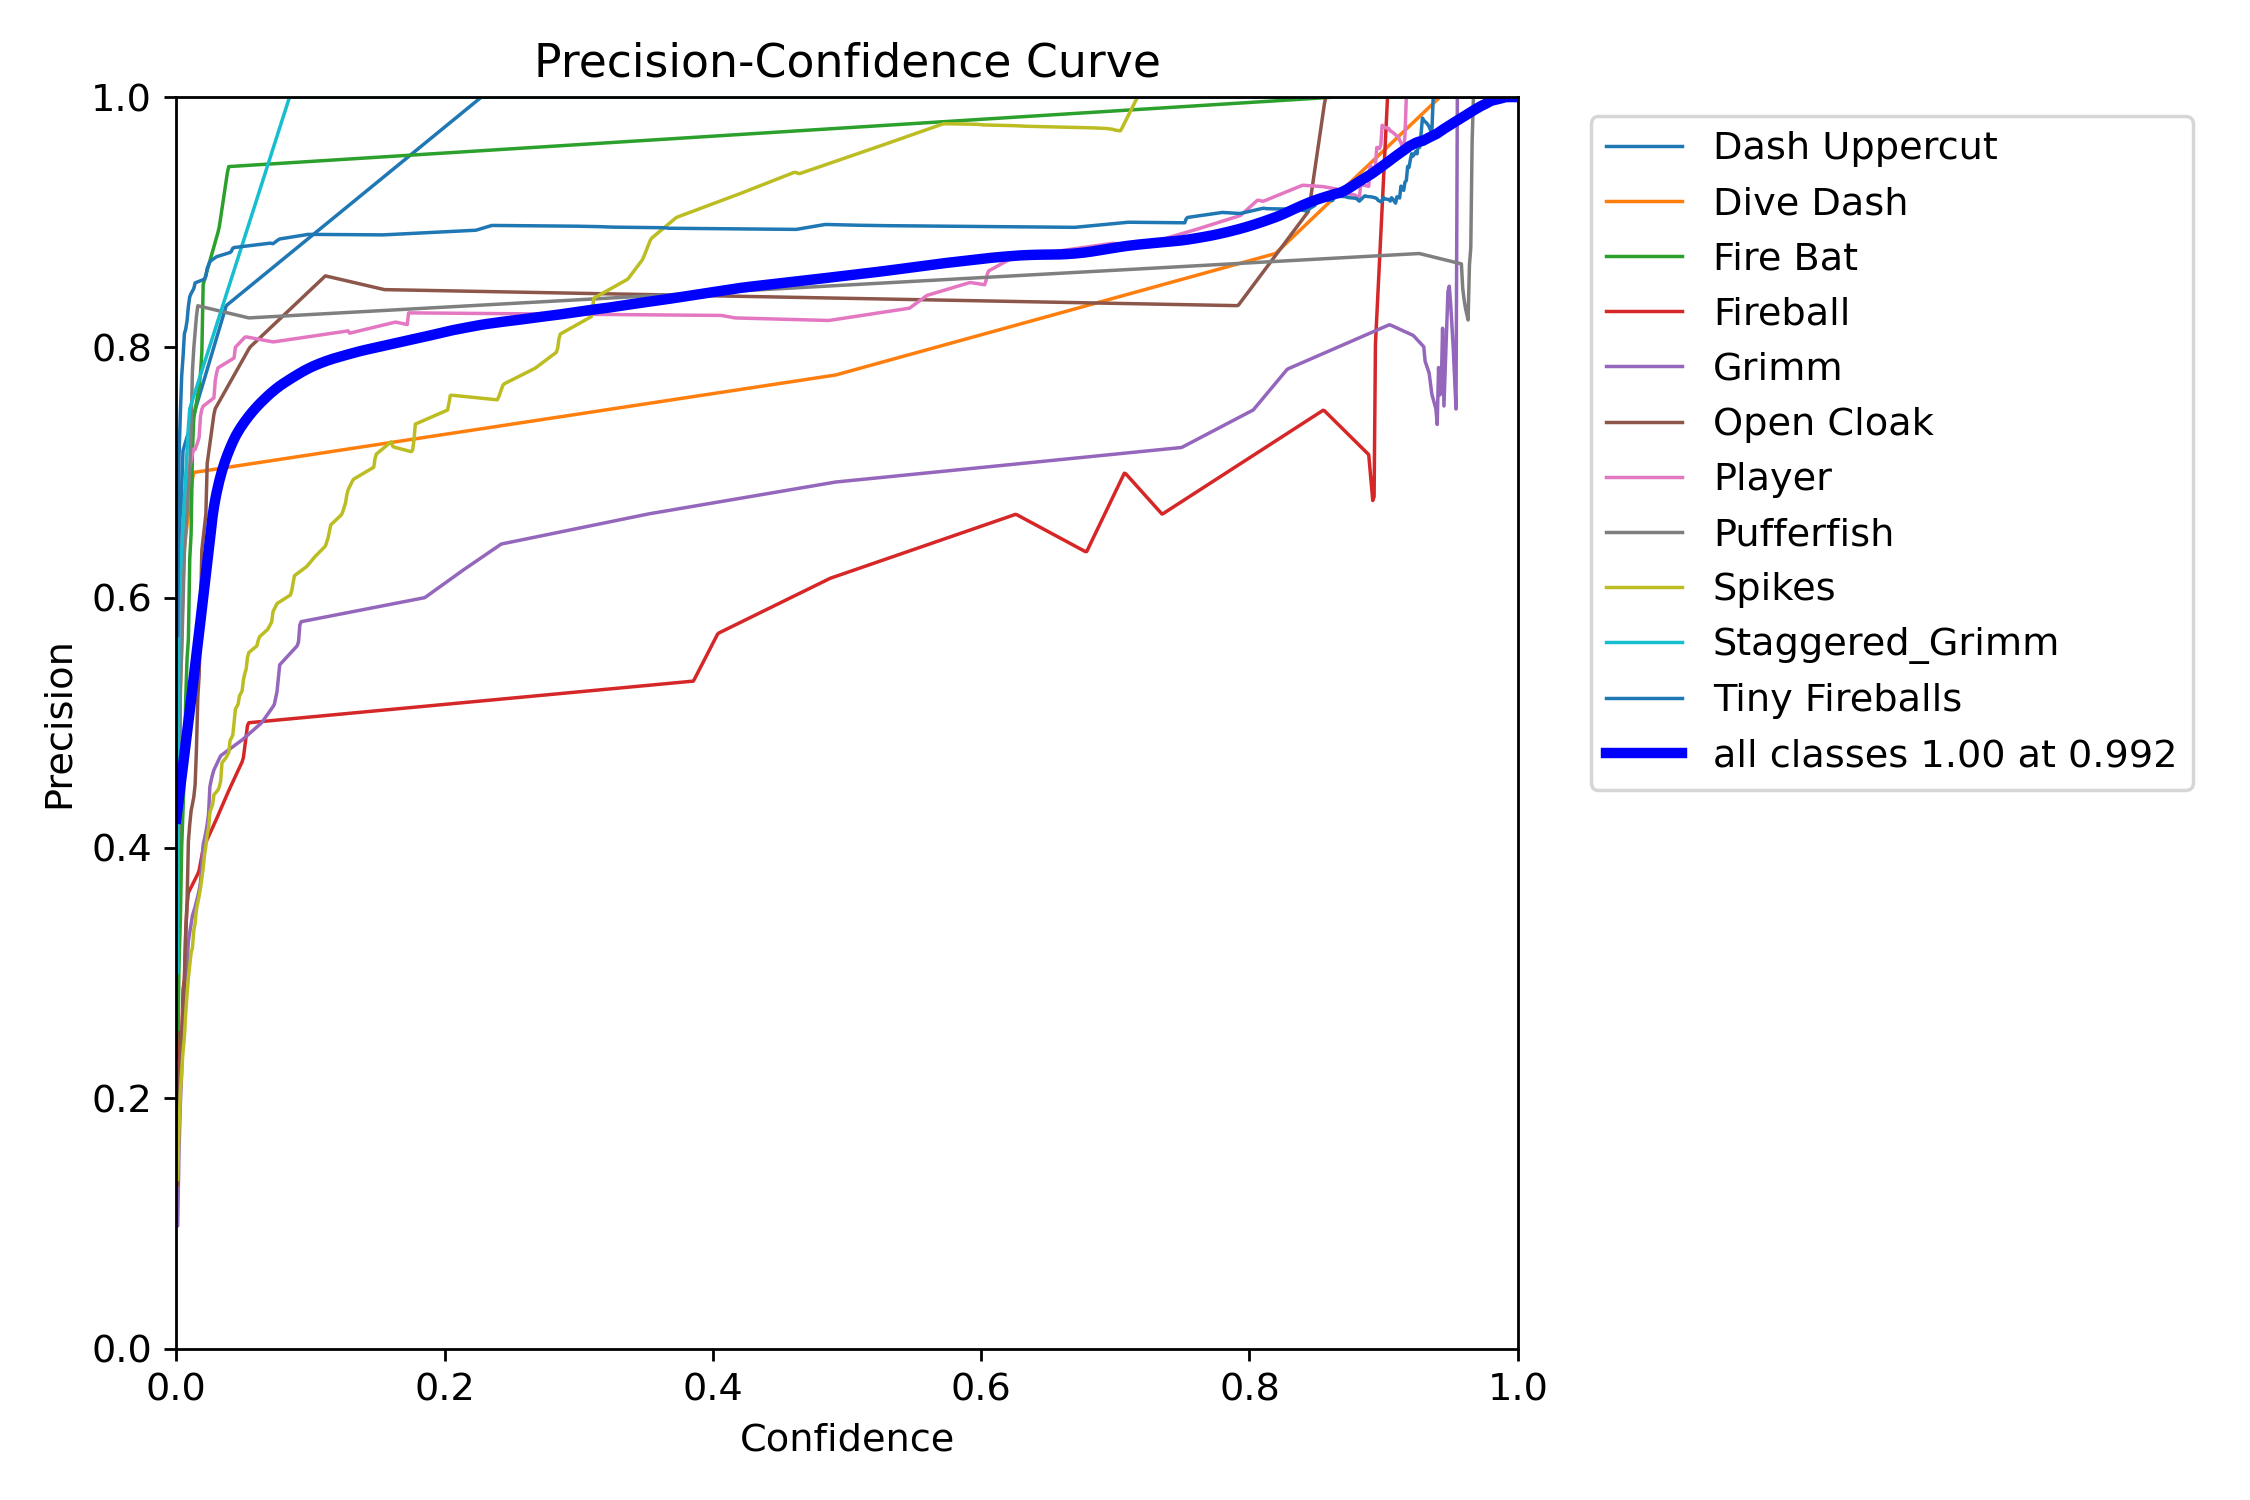 Precision-Confidence Curve
1.0
0.8
0.6
0.4
0.2
0.0
Precision
0.0 0.2 0.4 0.6 0.8 1.0
Confidence
Dash Uppercut
Dive Dash
Fire Bat
Fireball
Grimm
Open Cloak
Player
Pufferfish
Spikes
Staggered_Grimm
Tiny Fireballs
all classes 1.00 at 0.992